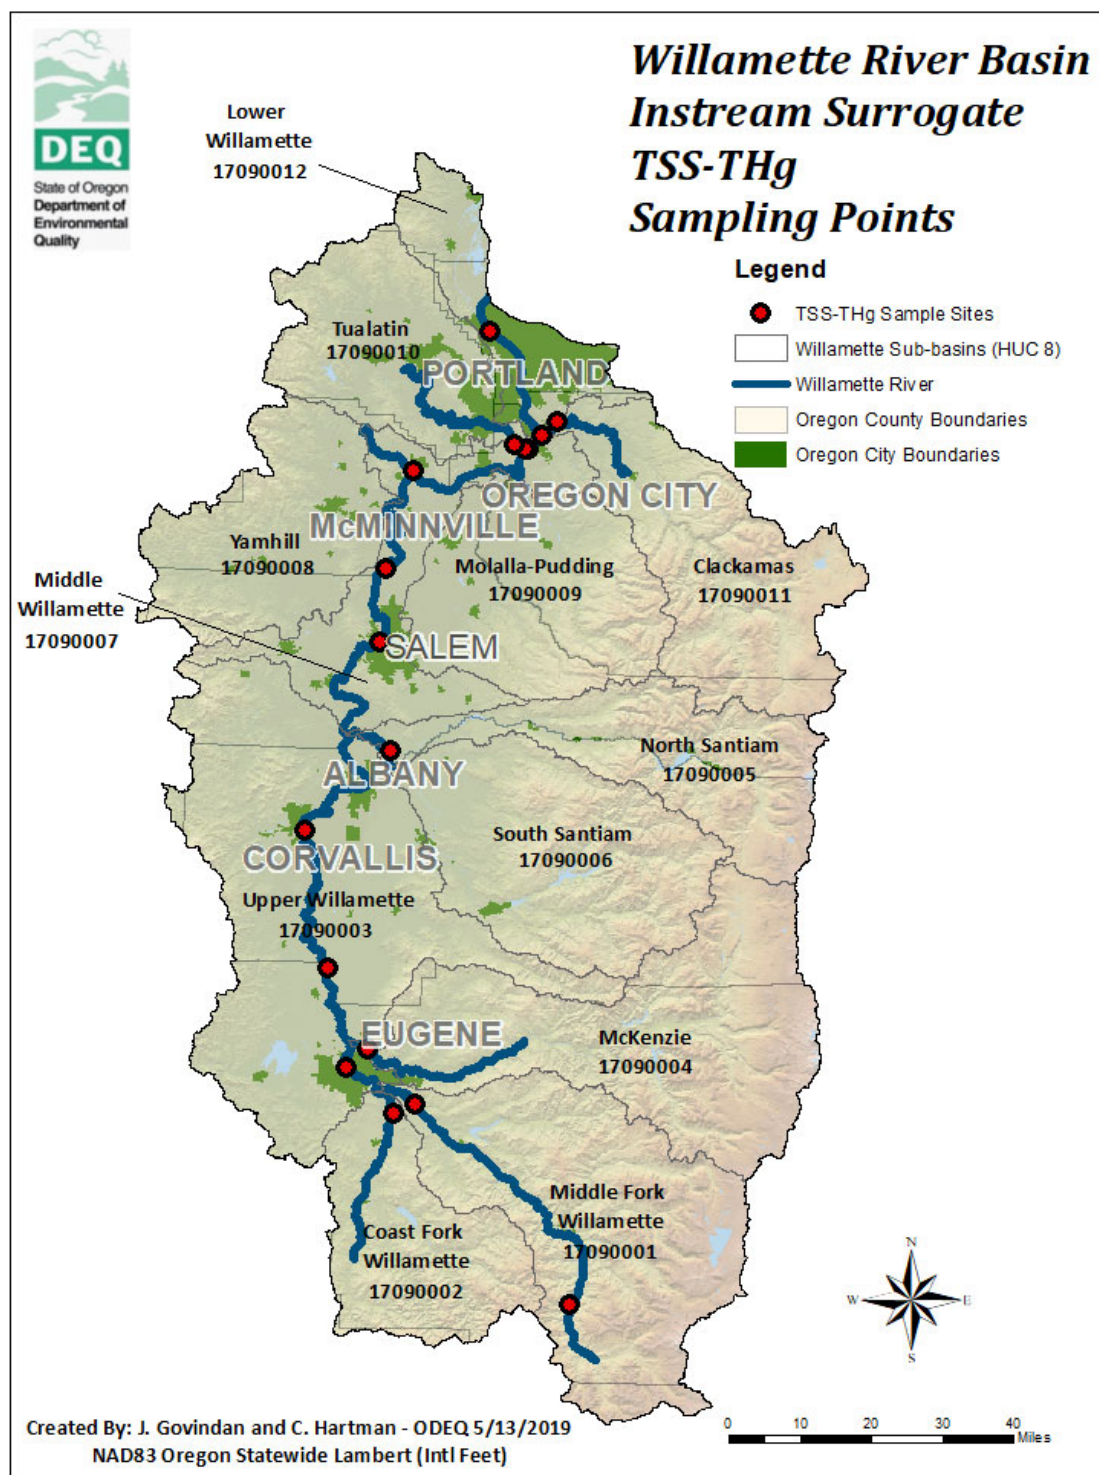 Willamette River Basin
Instream Surrogate
TSS-THg
Sampling Points
DEQ
State of Oregon
Department of
Environmental
Quality
Lower
Willamette
17090012
Legend
TSS-THg Sample Sites
Willamette Sub-basins (HUC 8)
Willamette River
Oregon County Boundaries
Oregon City Boundaries
Tualatin
17090010
PORTLAND
OREGON CITY
McMINNVILLE
Yamhill
17090008
Molalla-Pudding
17090009
Clackamas
17090011
Middle
Willamette
17090007
SALEM
North Santiam
17090005
ALBANY
South Santiam
17090006
CORVALLIS
Upper Willamette
17090003
EUGENE
McKenzie
17090004
Middle Fork
Willamette
17090001
Coast Fork
Willamette
17090002
N
W
E
S
0 10 20 30 40
Miles
Created By: J. Govindan and C. Hartman - ODEQ 5/13/2019
NAD83 Oregon Statewide Lambert (Intl Feet)